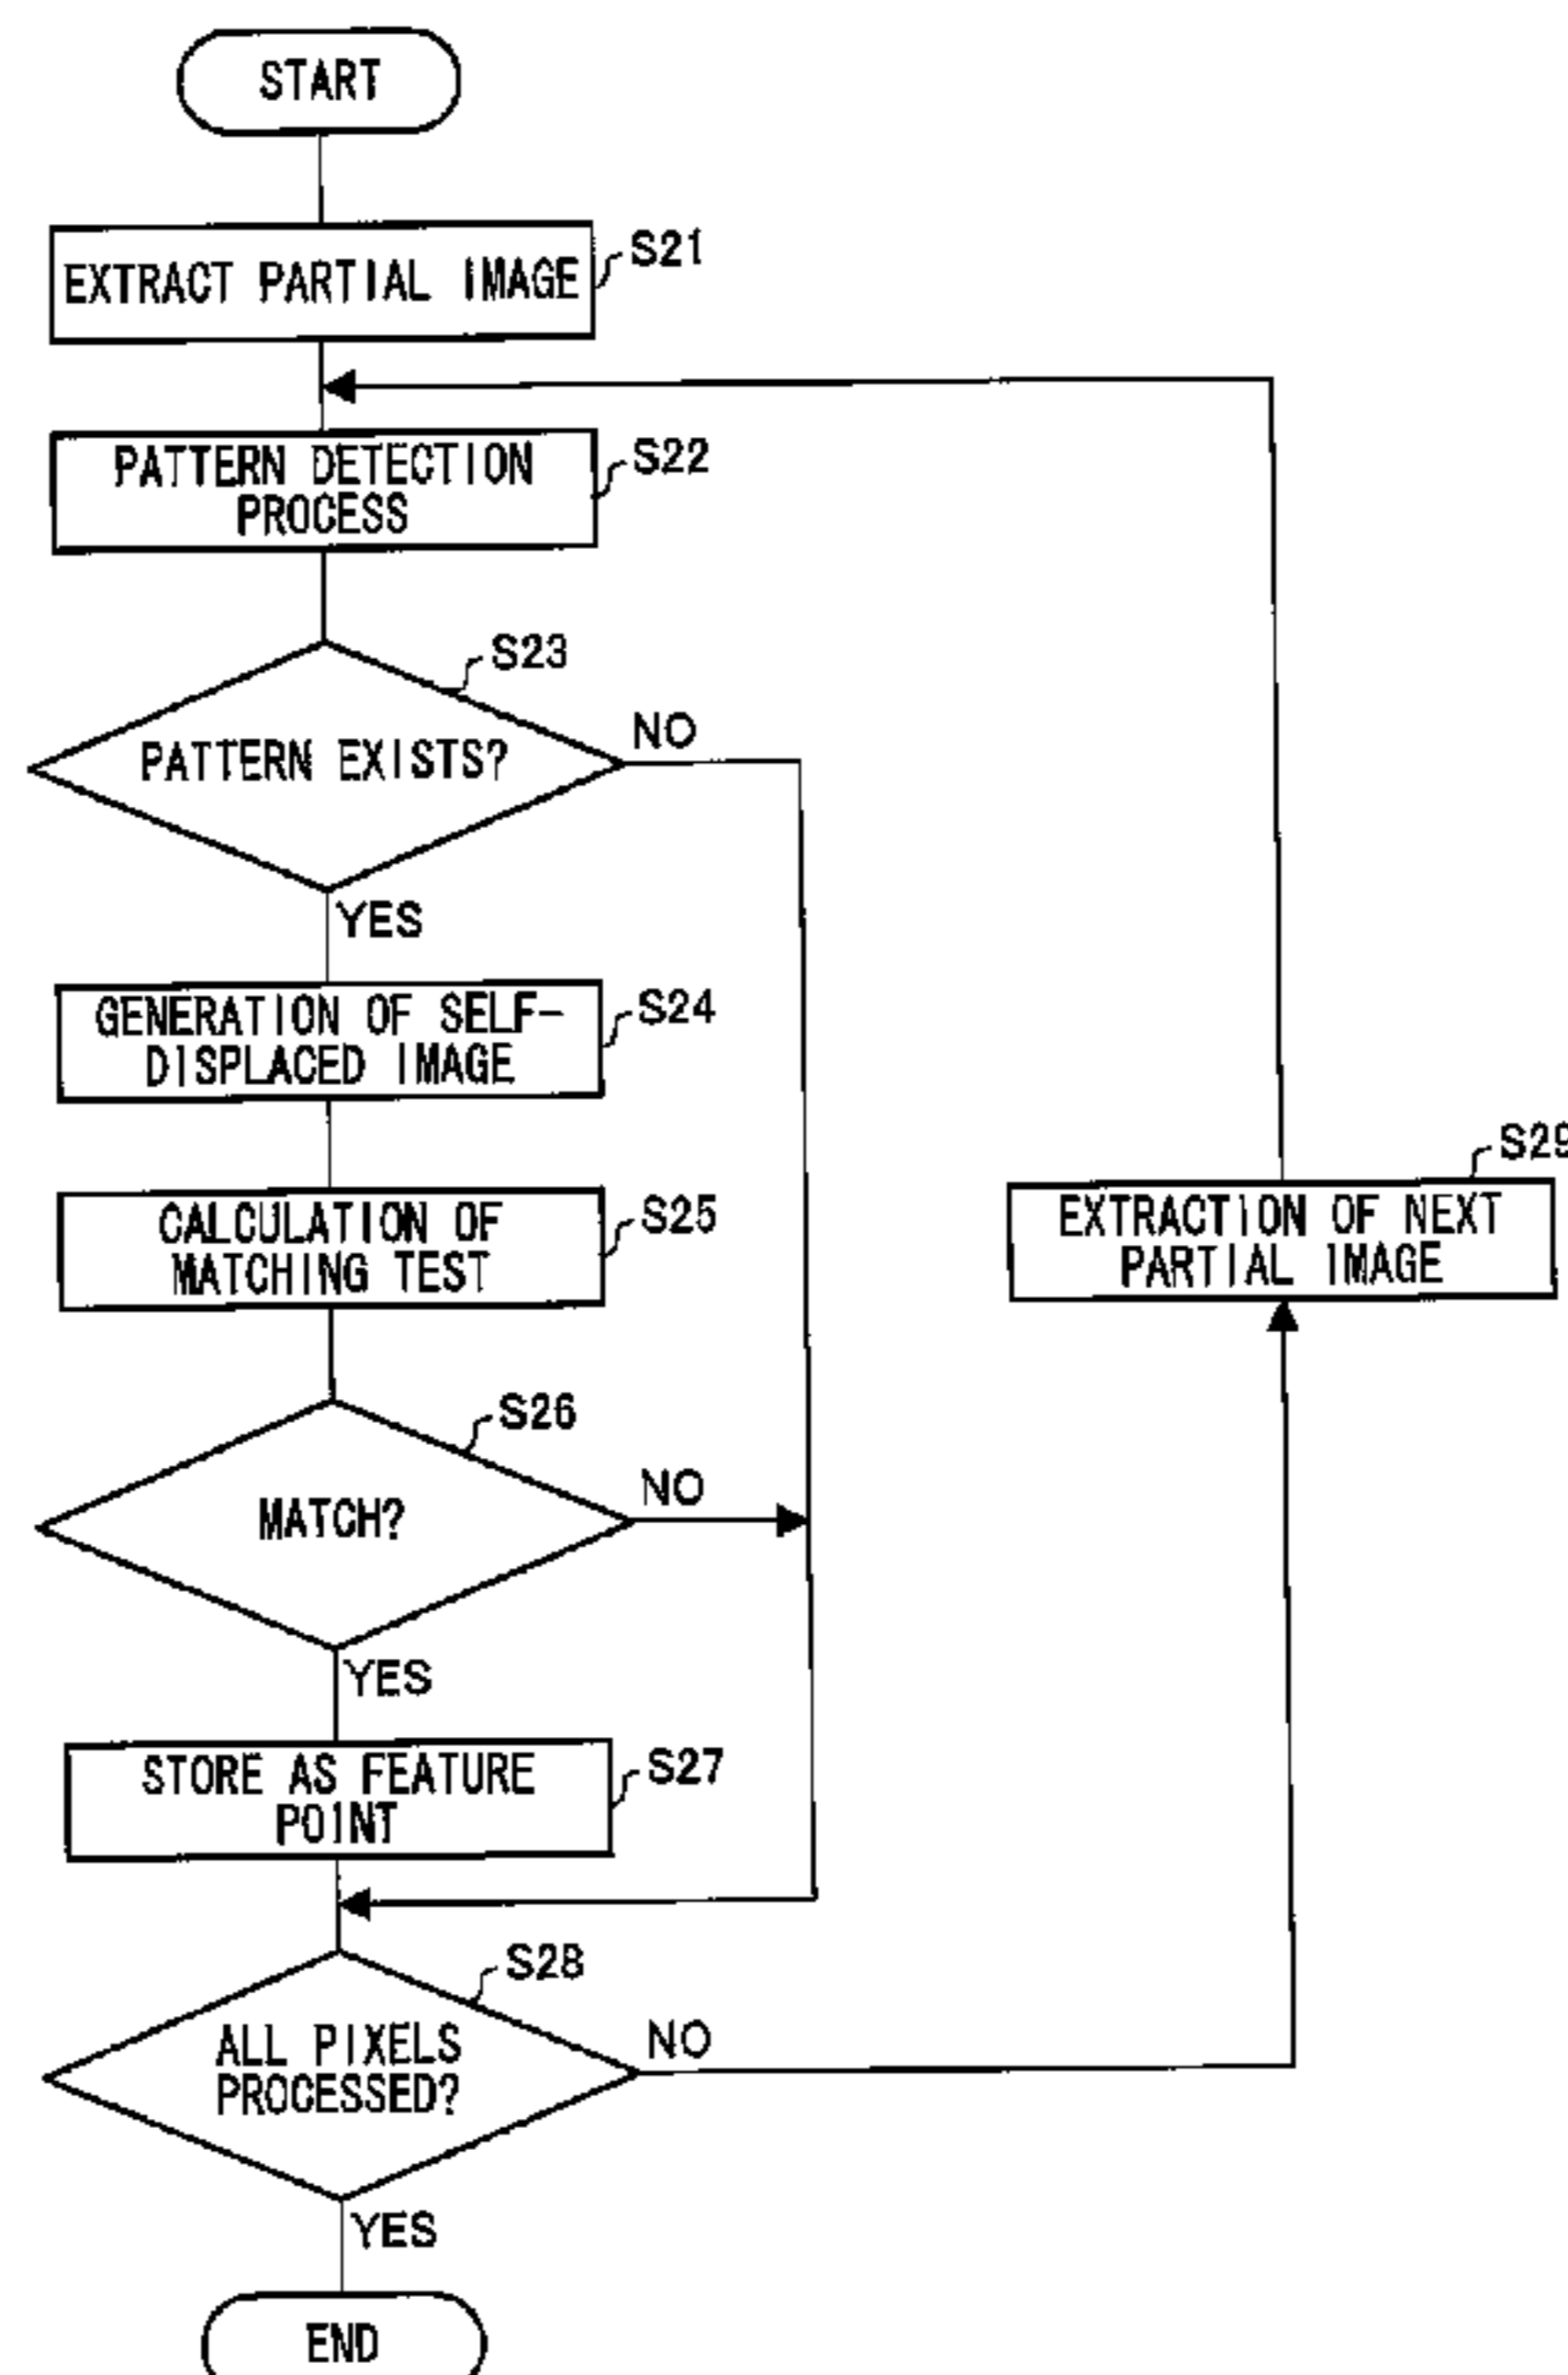 START
EXTRACT PARTIAL IMAGE
S21
PATTERN DETECTION
PROCESS
S22
S23
PATTERN EXISTS?
NO
YES
GENERATION OF SELF-
DISPLACED IMAGE
S24
CALCULATION OF
MATCHING TEST
S25
S29
EXTRACTION OF NEXT
PARTIAL IMAGE
S26
MATCH?
NO
YES
STORE AS FEATURE
POINT
S27
S28
ALL PIXELS
PROCESSED?
NO
YES
END